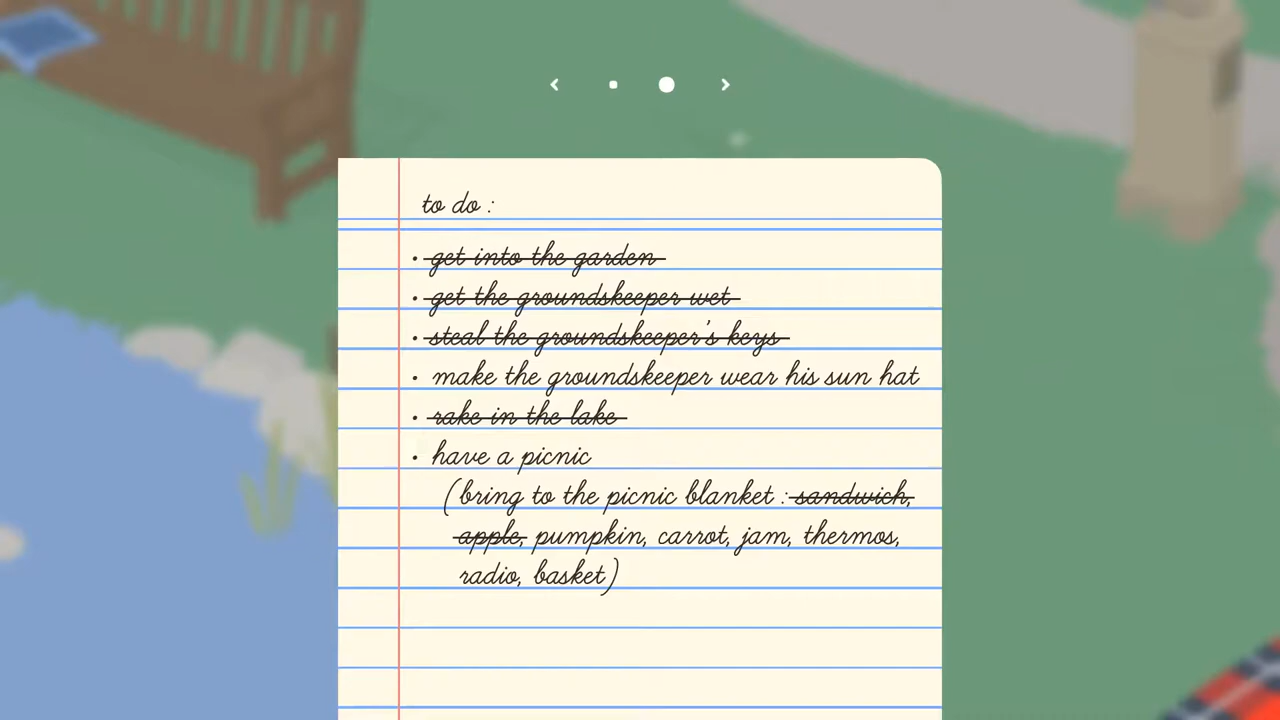 to do :
• get into the garden
• get the groundskeeper wet
• steal the groundskeeper's keys
• make the groundskeeper wear his sun hat
• rake in the lake
• have a picnic
(bring to the picnic blanket : sandwich,
apple, pumpkin, carrot, jam, thermos,
radio, basket)